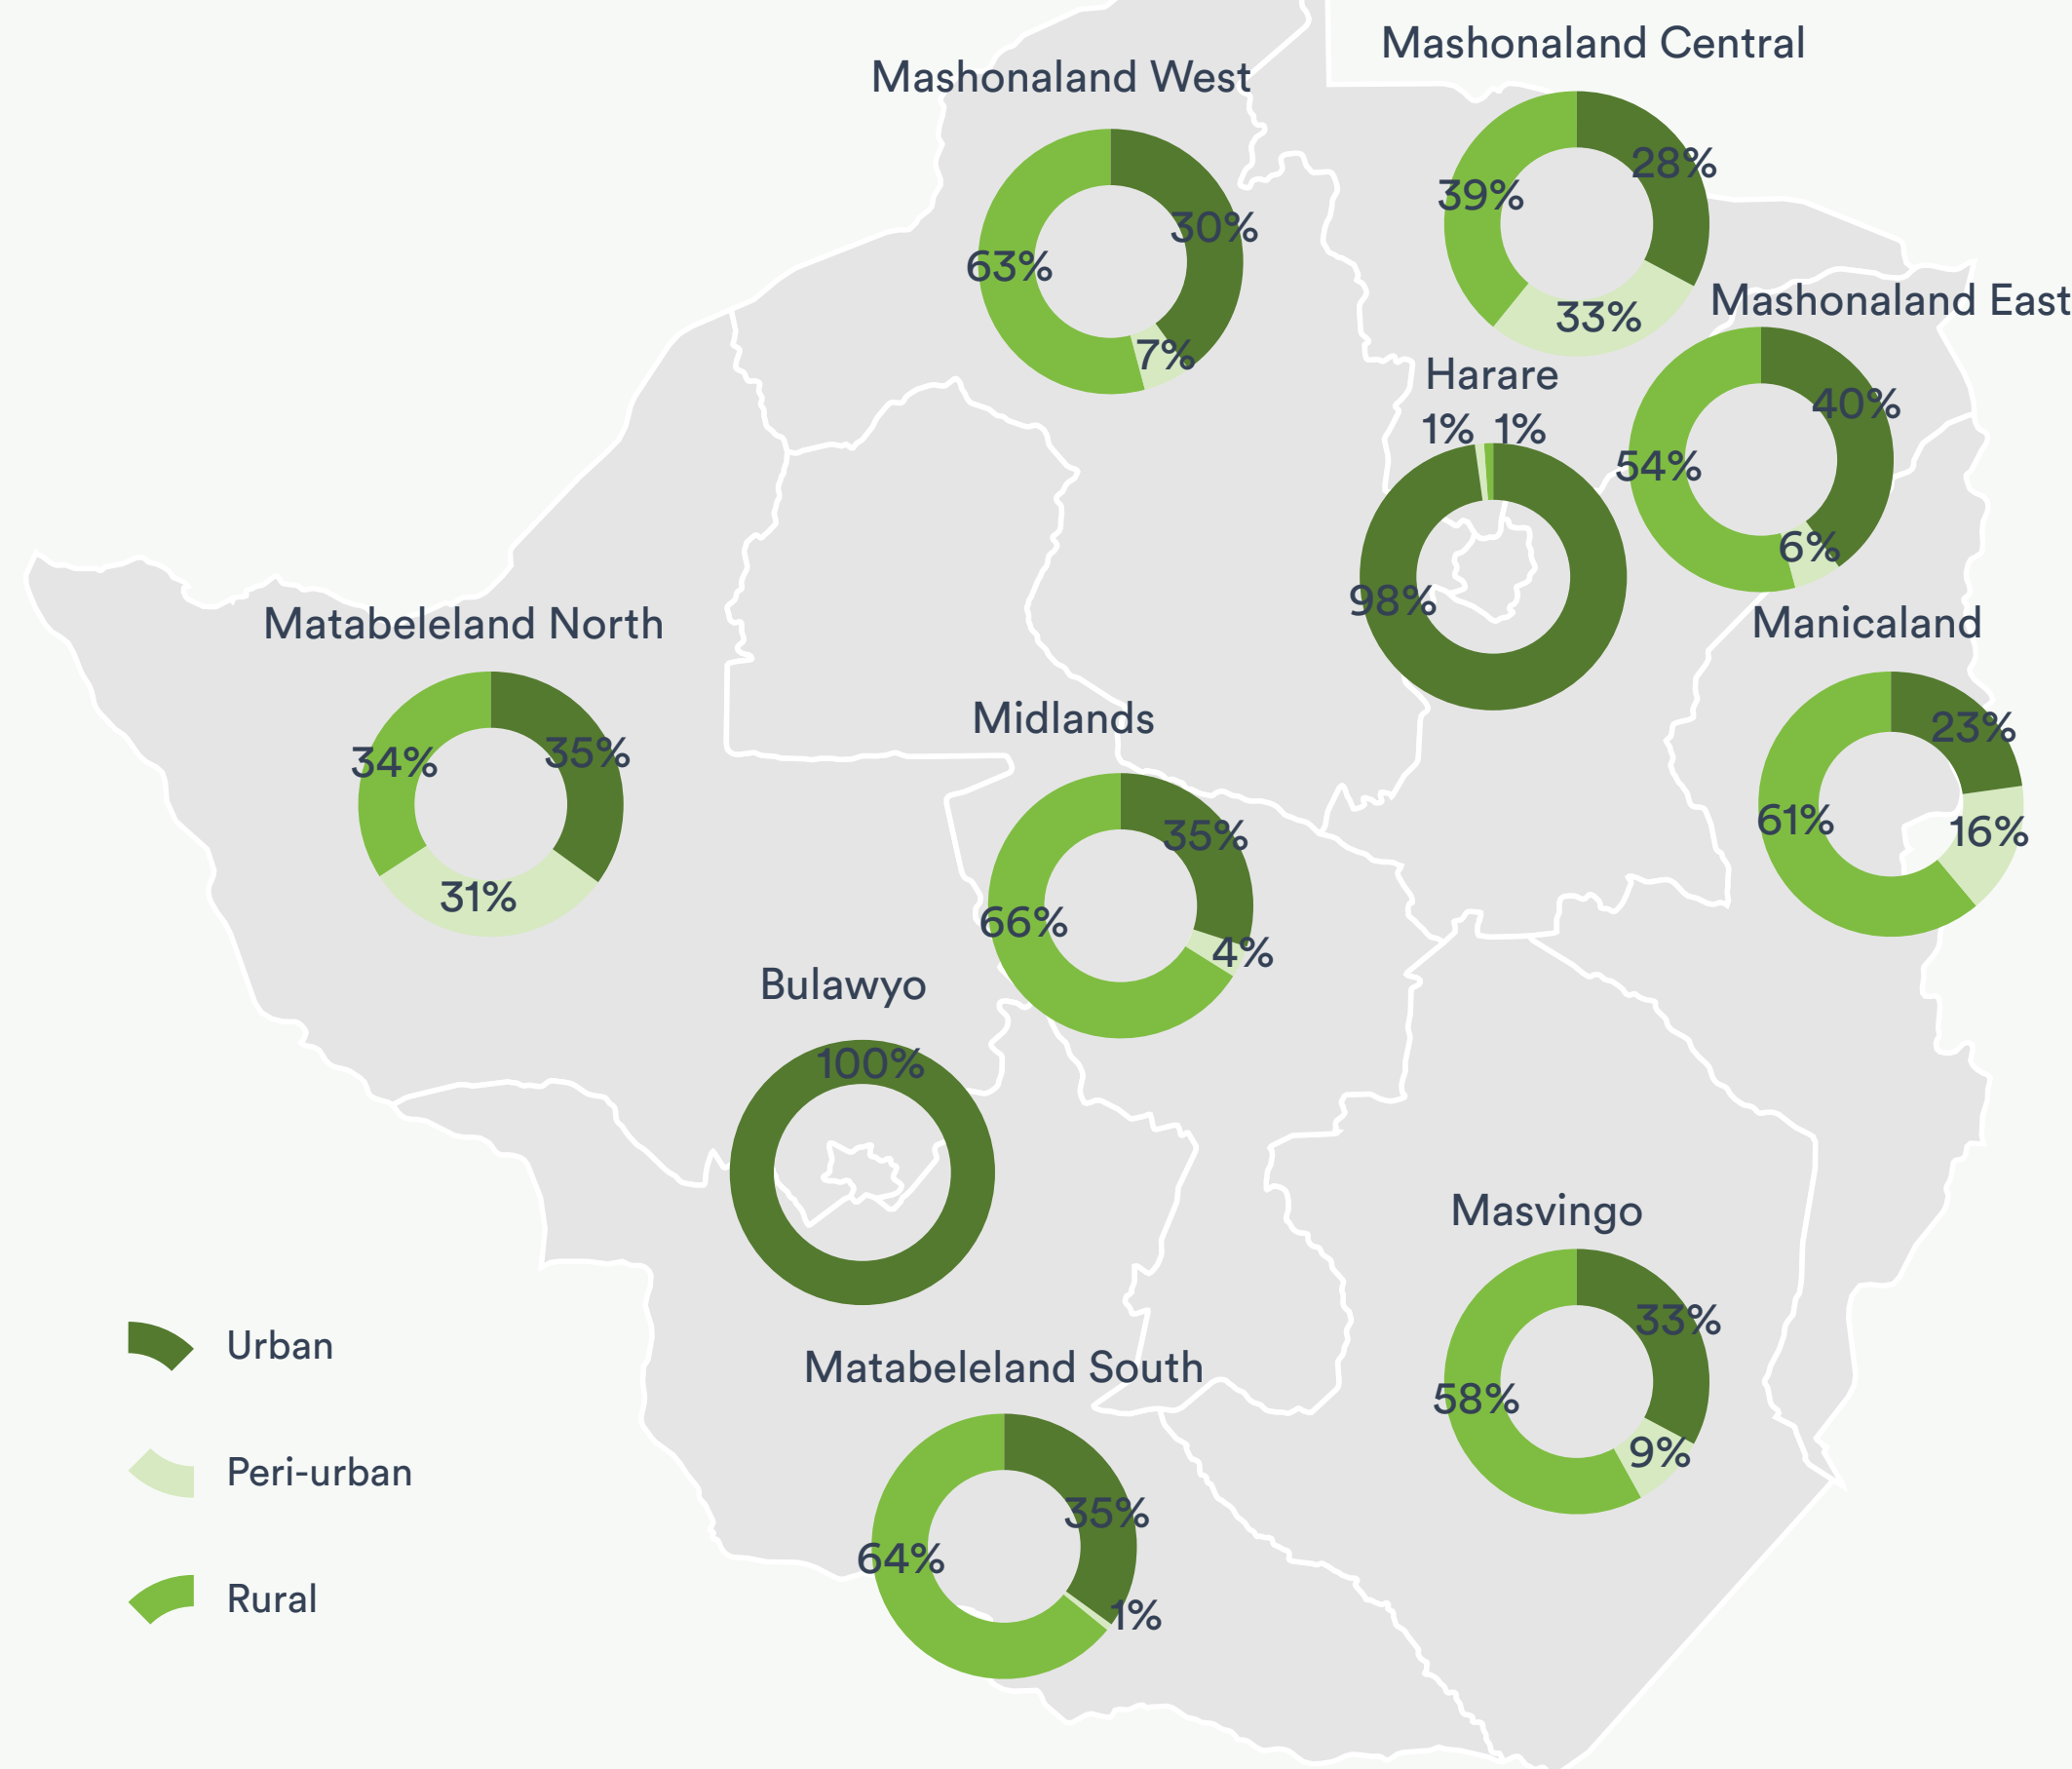 Mashonaland Central
Mashonaland West
28%
39%
30%
63%
33%
7%
Mashonaland East
40%
54%
6%
Harare
1% 1%
98%
Matabeleland North
35%
34%
31%
Manicaland
23%
61%
16%
Midlands
35%
66%
4%
Bulawyo
100%
Masvingo
33%
58%
9%
Matabeleland South
35%
64%
1%
Urban
Peri-urban
Rural